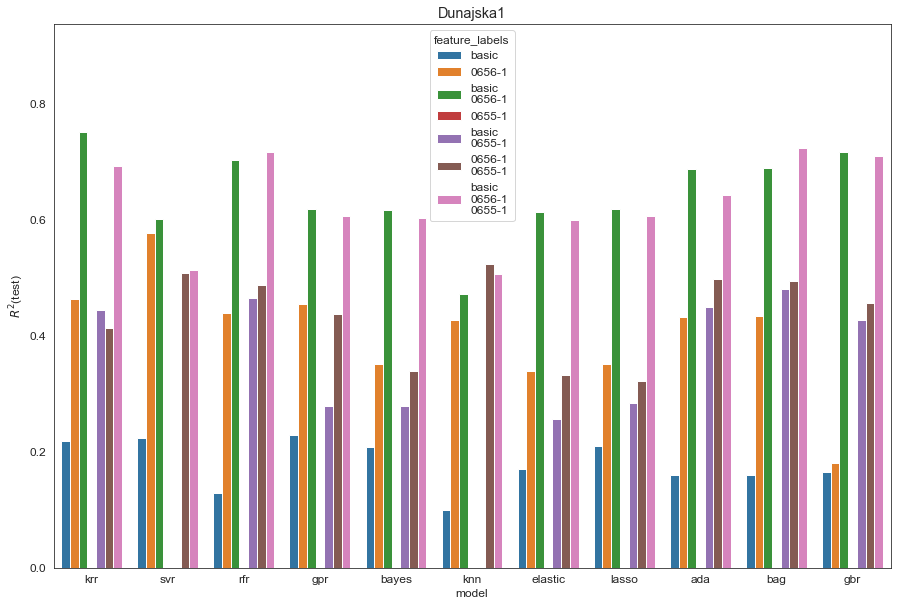 Dunajska1
feature_labels
basic
0656-1
basic
0656-1
0655-1
basic
0655-1
0656-1
0655-1
basic
0656-1
0655-1
0.8
0.6
0.4
0.2
0.0
R²(test)
krr svr rfr gpr bayes knn elastic lasso ada bag gbr
model